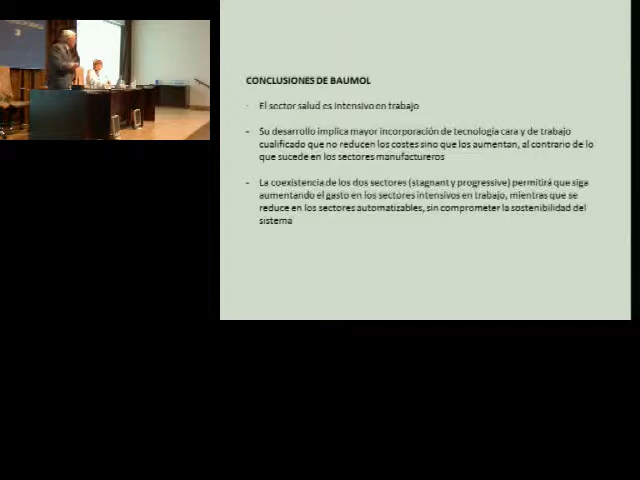 CONCLUSIONES DE BAUMOL
- El sector salud es intensivo en trabajo
- Su desarrollo implica mayor incorporación de tecnología cara y de trabajo
cualificado que no reducen los costes sino que los aumentan, al contrario de lo
que sucede en los sectores manufactureros
- La coexistencia de los dos sectores (stagnant y progressive) permitirá que siga
aumentando el gasto en los sectores intensivos en trabajo, mientras que se
reduce en los sectores automatizables, sin comprometer la sostenibilidad del
sistema